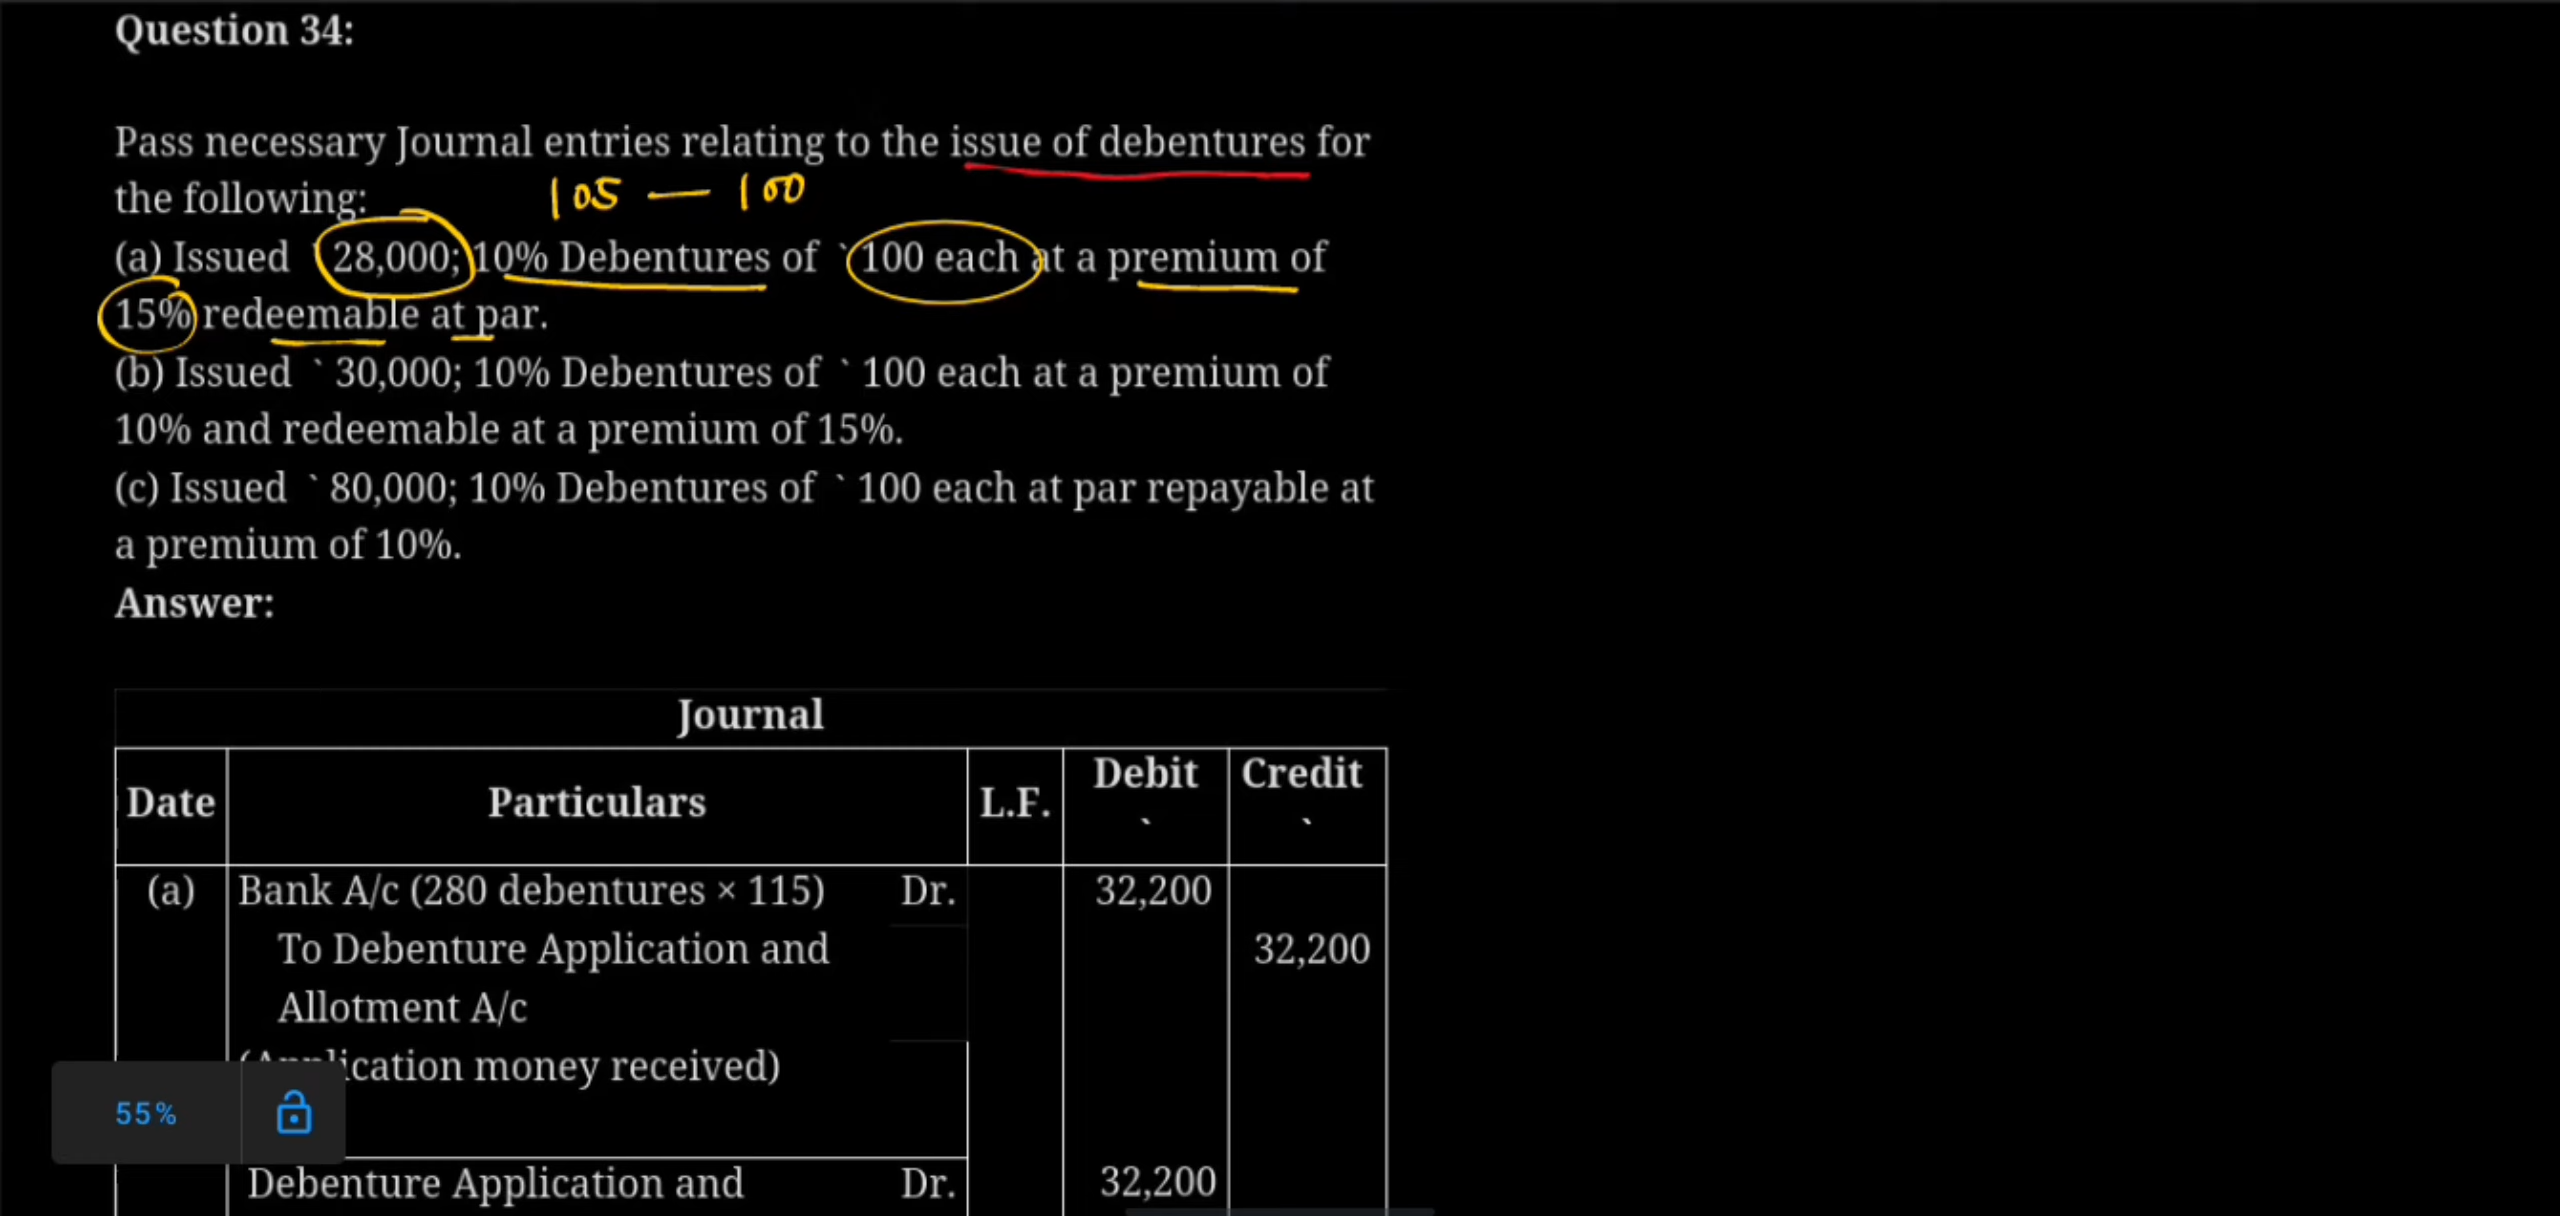 Question 34:
Pass necessary Journal entries relating to the issue of debentures for
the following:
105 — 100
(a) Issued ` 28,000; 10% Debentures of ` 100 each at a premium of
15% redeemable at par.
(b) Issued ` 30,000; 10% Debentures of ` 100 each at a premium of
10% and redeemable at a premium of 15%.
(c) Issued ` 80,000; 10% Debentures of ` 100 each at par repayable at
a premium of 10%.
Answer:
Journal
Date Particulars L.F. Debit ` Credit `
(a) Bank A/c (280 debentures × 115) Dr. 32,200
To Debenture Application and 32,200
Allotment A/c
money received)
55%
Debenture Application and Dr. 32,200